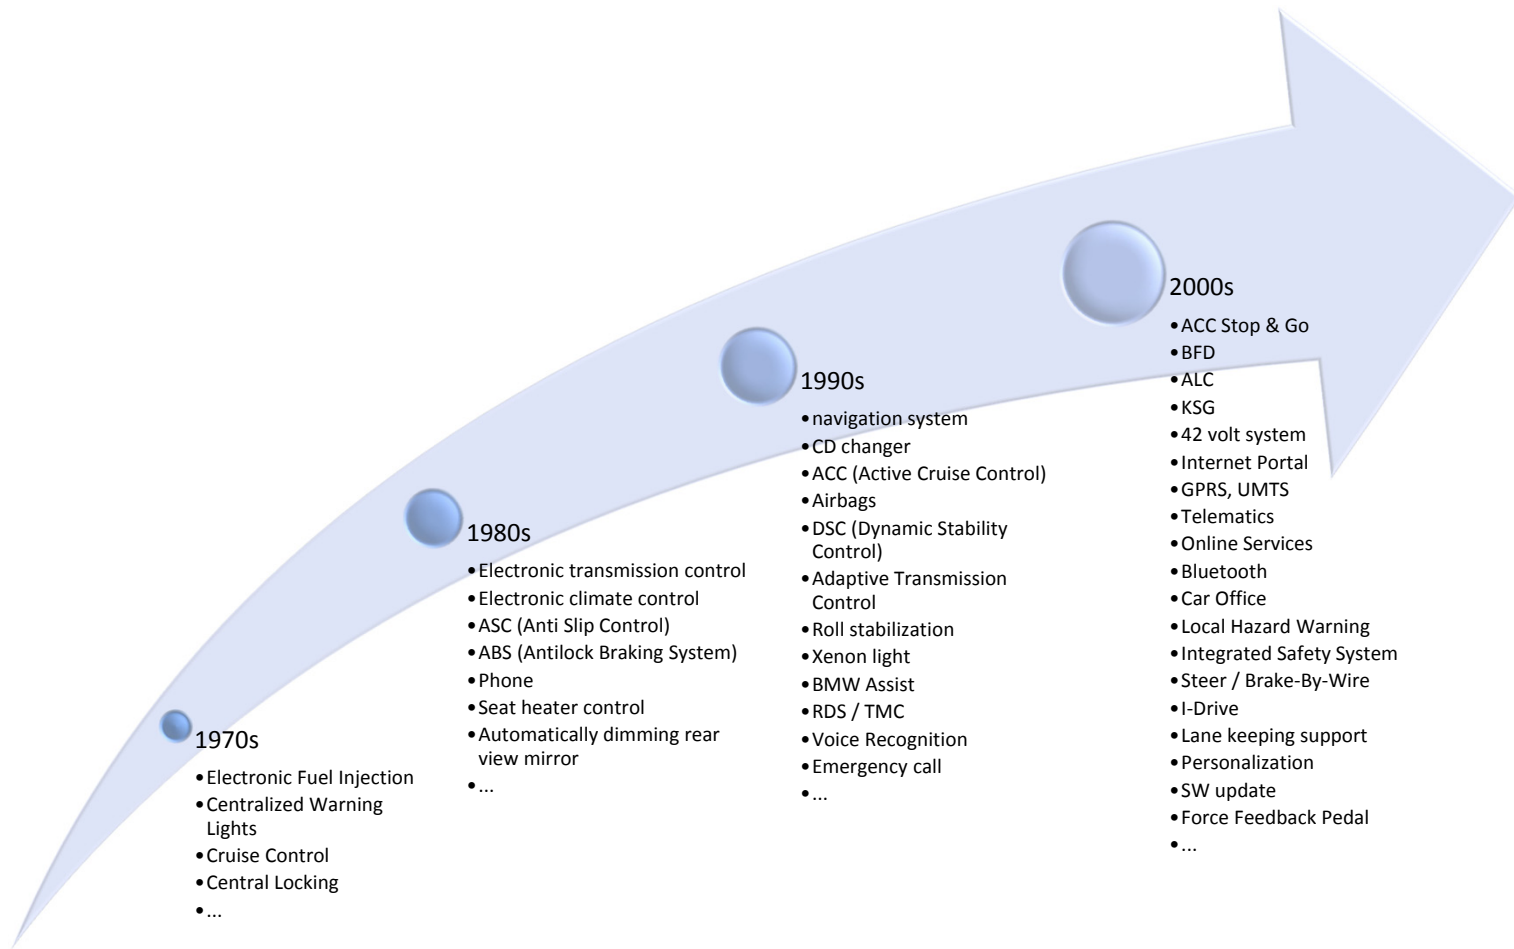 1970s
•Electronic Fuel Injection
•Centralized Warning
Lights
•Cruise Control
•Central Locking
•...
1980s
•Electronic transmission control
•Electronic climate control
•ASC (Anti Slip Control)
•ABS (Antilock Braking System)
•Phone
•Seat heater control
•Automatically dimming rear
view mirror
•...
1990s
•navigation system
•CD changer
•ACC (Active Cruise Control)
•Airbags
•DSC (Dynamic Stability
Control)
•Adaptive Transmission
Control
•Roll stabilization
•Xenon light
•BMW Assist
•RDS / TMC
•Voice Recognition
•Emergency call
•...
2000s
•ACC Stop & Go
•BFD
•ALC
•KSG
•42 volt system
•Internet Portal
•GPRS, UMTS
•Telematics
•Online Services
•Bluetooth
•Car Office
•Local Hazard Warning
•Integrated Safety System
•Steer / Brake-By-Wire
•I-Drive
•Lane keeping support
•Personalization
•SW update
•Force Feedback Pedal
•...